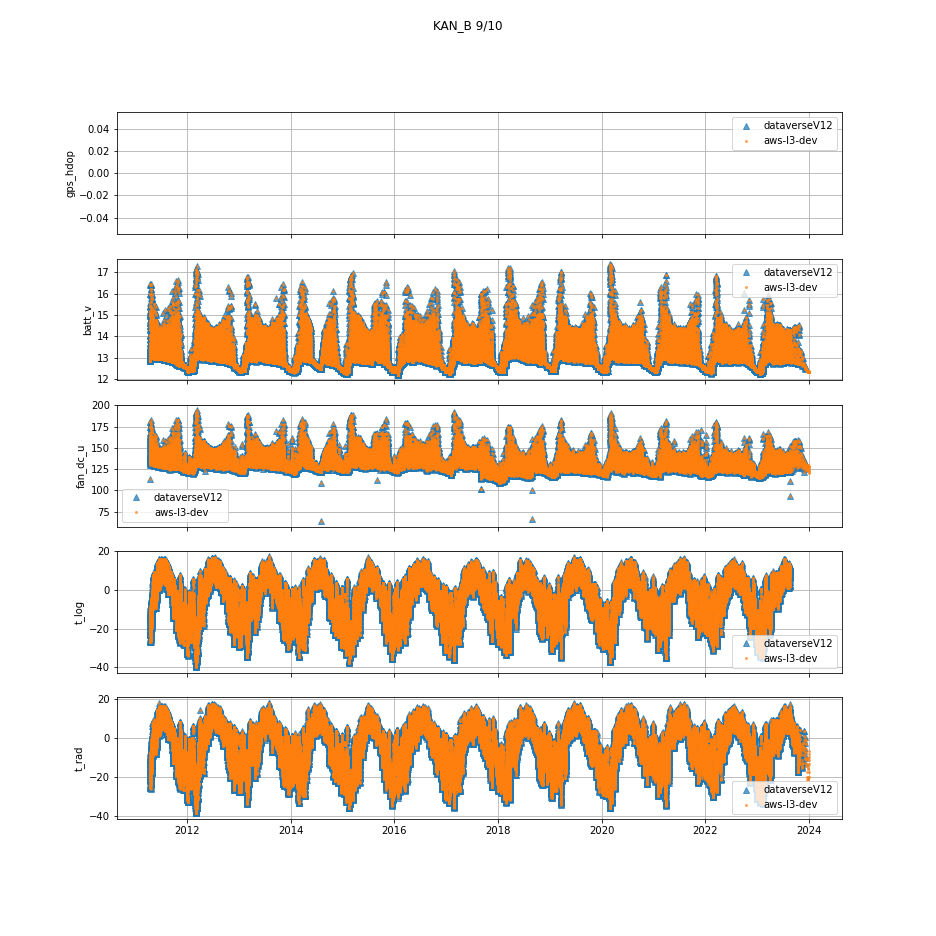 KAN_B 9/10
gps_hdop
0.04
0.02
0.00
−0.02
−0.04
dataverseV12
aws-l3-dev
batt_v
17
16
15
14
13
12
dataverseV12
aws-l3-dev
fan_dc_u
200
175
150
125
100
75
dataverseV12
aws-l3-dev
t_log
20
0
−20
−40
dataverseV12
aws-l3-dev
t_rad
20
0
−20
−40
dataverseV12
aws-l3-dev
2012 2014 2016 2018 2020 2022 2024